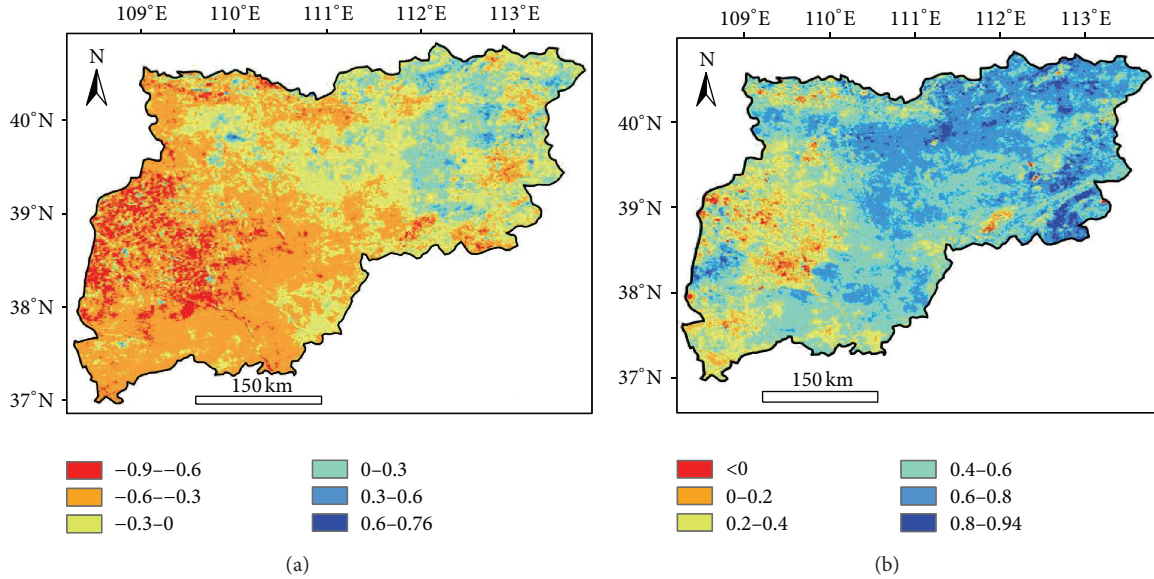 109°E 110°E 111°E 112°E 113°E
N
40°N
39°N
38°N
37°N
150 km
−0.9–−0.6
−0.6–−0.3
−0.3–0
0–0.3
0.3–0.6
0.6–0.76
(a)
109°E 110°E 111°E 112°E 113°E
N
40°N
39°N
38°N
37°N
150 km
<0
0–0.2
0.2–0.4
0.4–0.6
0.6–0.8
0.8–0.94
(b)